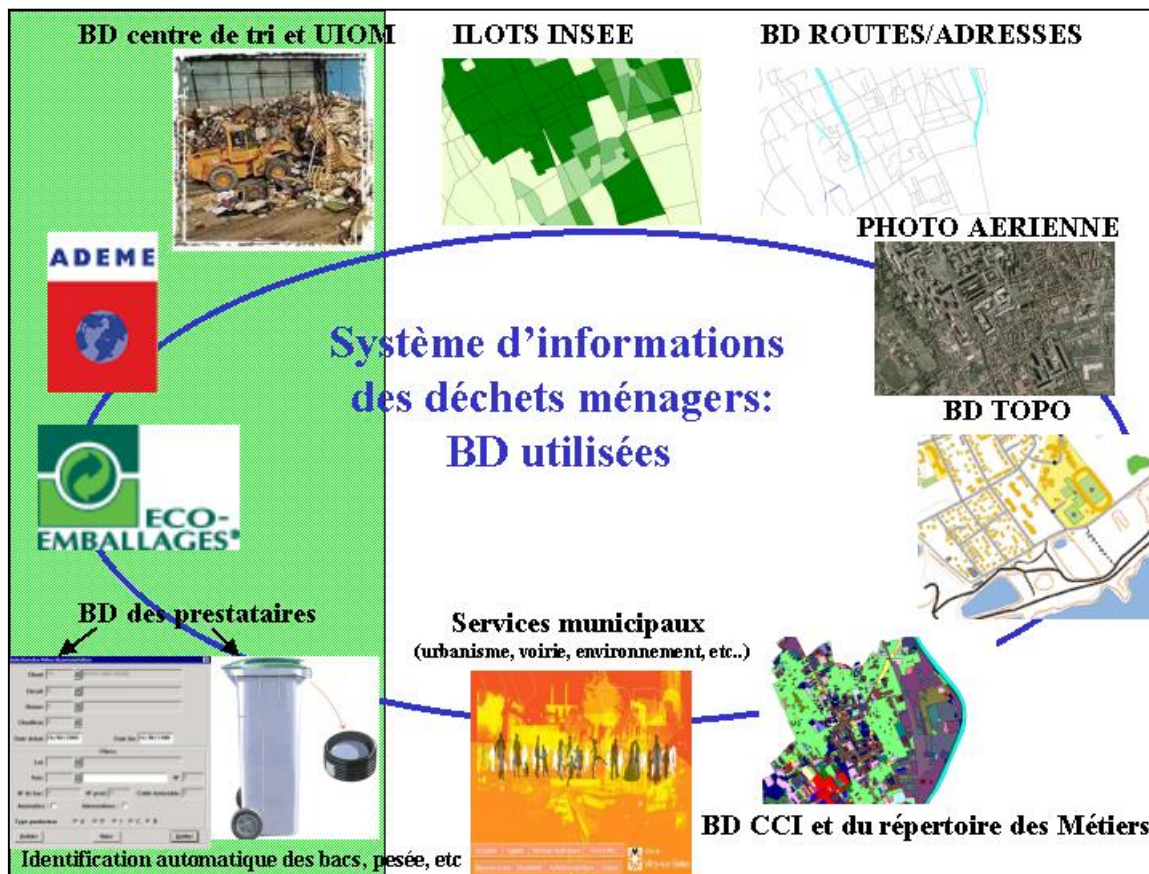 BD centre de tri et UIOM
ILOTS INSEE
BD ROUTES/ADRESSES
PHOTO AERIENNE
ADEME
Système d'informations
des déchets ménagers:
BD utilisées
BD TOPO
ECO-
EMBALLAGES®
BD des prestataires
Services municipaux
(urbanisme, voirie, environnement, etc..)
BD CCI et du répertoire des Métiers
Identification automatique des bacs, pesée, etc